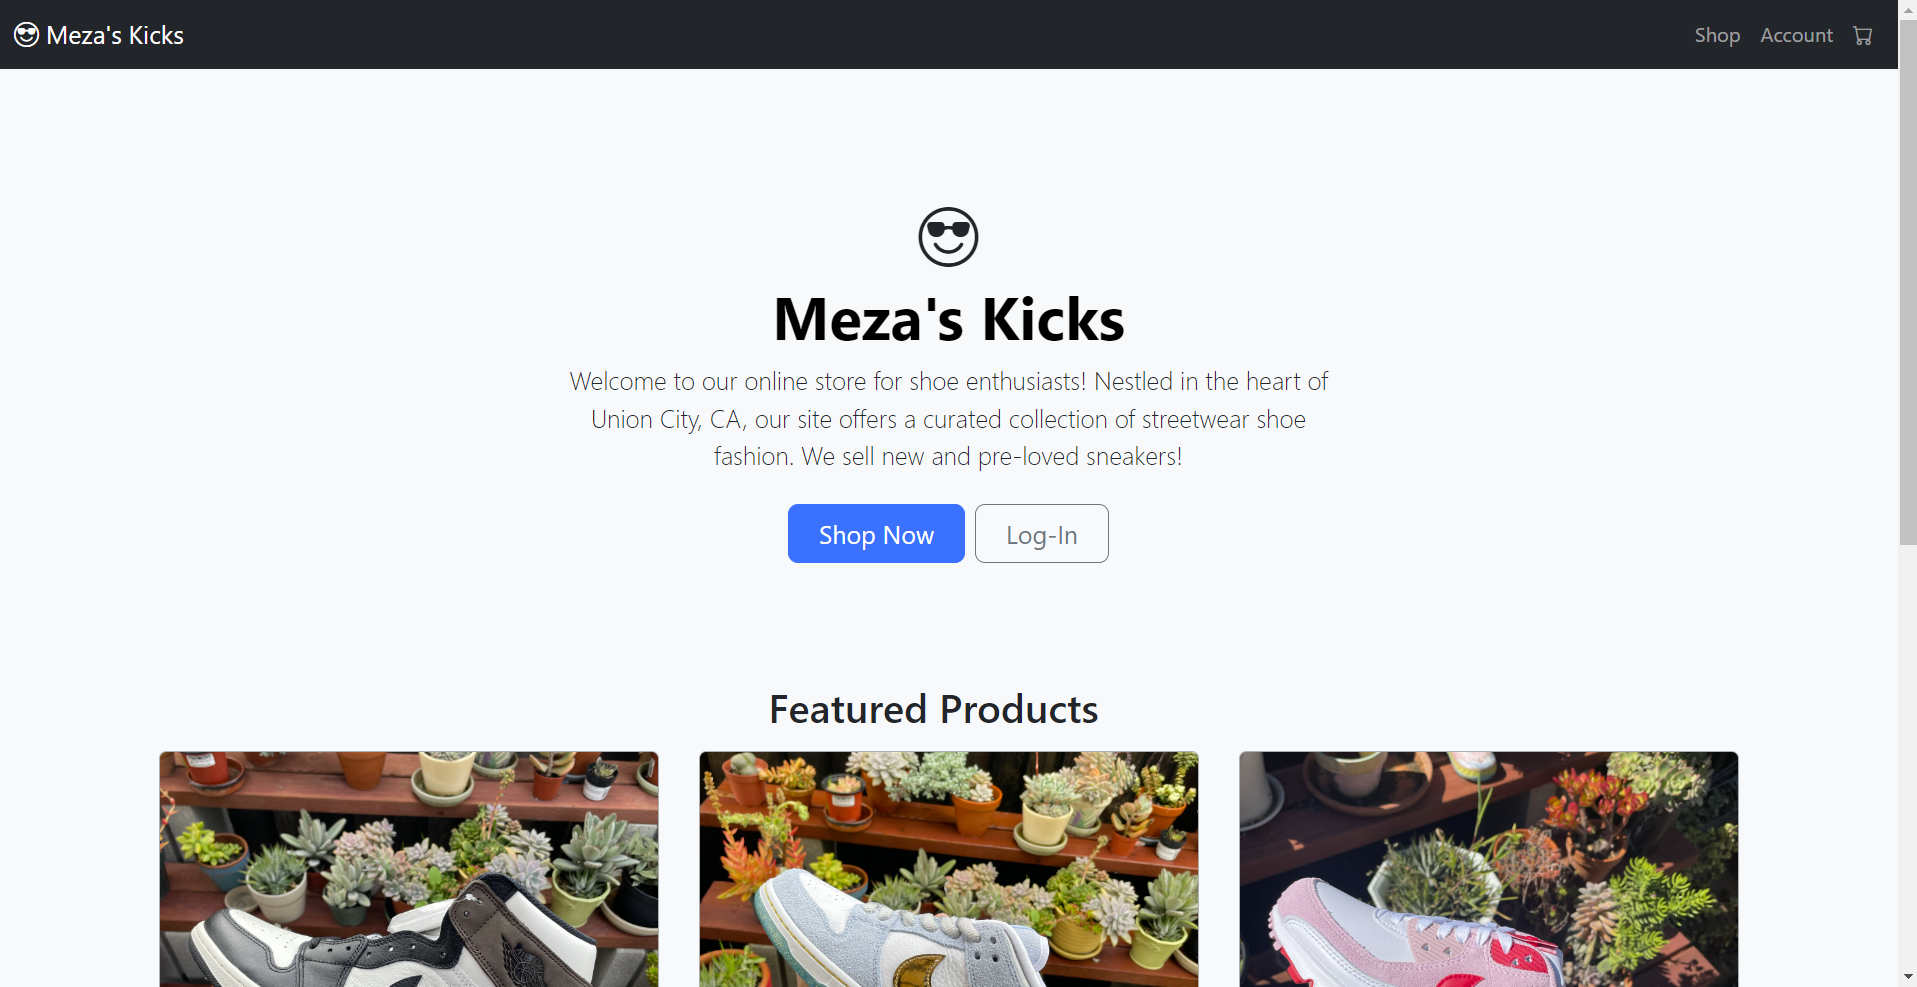 Meza's Kicks
Shop
Account
Meza's Kicks
Welcome to our online store for shoe enthusiasts! Nestled in the heart of
Union City, CA, our site offers a curated collection of streetwear shoe
fashion. We sell new and pre-loved sneakers!
Shop Now
Log-In
Featured Products